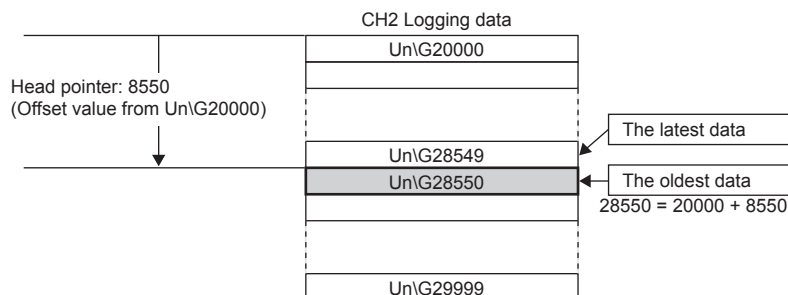 CH2 Logging data
Un\G20000
Head pointer: 8550
(Offset value from Un\G20000)
The latest data
Un\G28549
Un\G28550
The oldest data
28550 = 20000 + 8550
Un\G29999